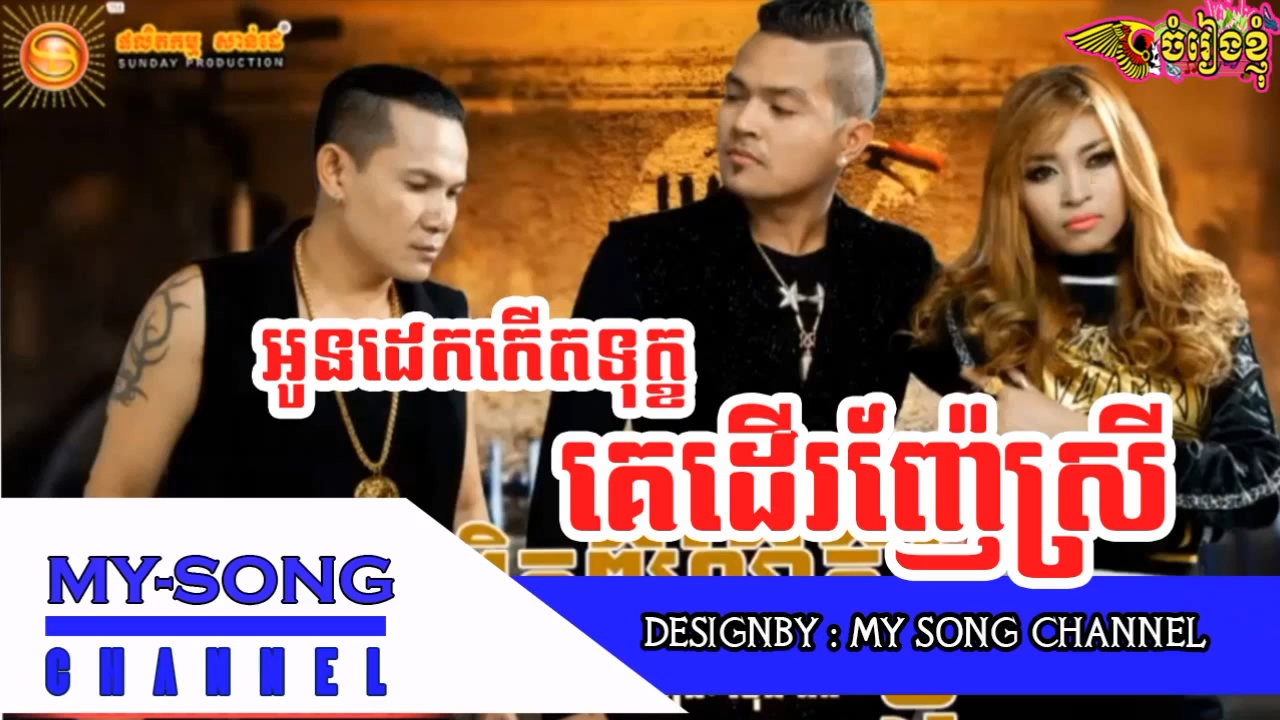 ផលិតកម្ម សាន់ដេ
SUNDAY PRODUCTION
ចំរៀងខ្ញុំ
អូនដេកកើតទុក្ខ
គេដើរញ៉ែស្រី
MY-SONG
CHANNEL
DESIGNBY : MY SONG CHANNEL